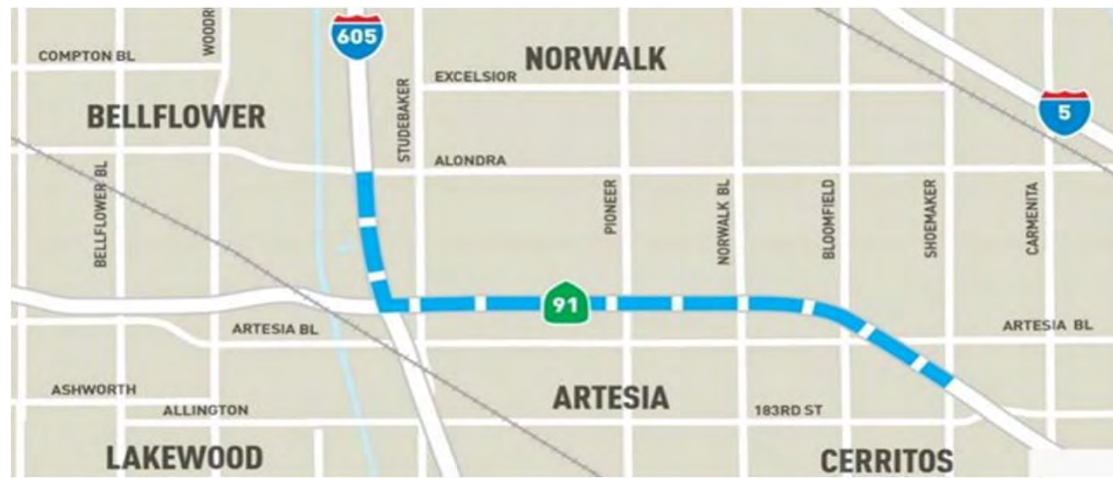 COMPTON BL
WOODR
605
NORWALK
EXCELSIOR
BELLFLOWER
STUDEBAKER
5
ALONDRA
BELLFLOWER BL
PIONEER
NORWALK BL
BLOOMFIELD
SHOEMAKER
CARMENITA
91
ARTESIA BL
ARTESIA BL
ASHWORTH
ARTESIA
ALLINGTON
183RD ST
LAKEWOOD
CERRITOS